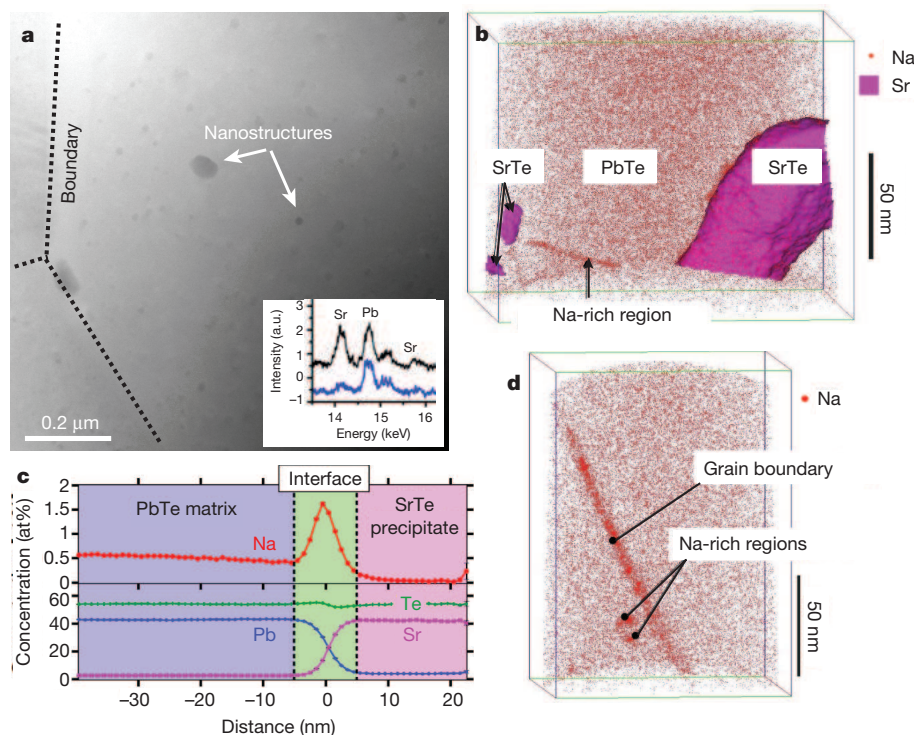 a
Boundary
Nanostructures
0.2 μm
Intensity (a.u.)
3
2
1
0
−1
Sr
Pb
Sr
14
15
16
Energy (keV)
b
Na
Sr
SrTe
PbTe
SrTe
Na-rich region
50 nm
c
Interface
Concentration (at%)
2
1.5
1
0.5
0
60
40
20
0
PbTe matrix
SrTe
precipitate
Na
Te
Pb
Sr
−30
−20
−10
0
10
20
Distance (nm)
d
Na
Grain boundary
Na-rich regions
50 nm